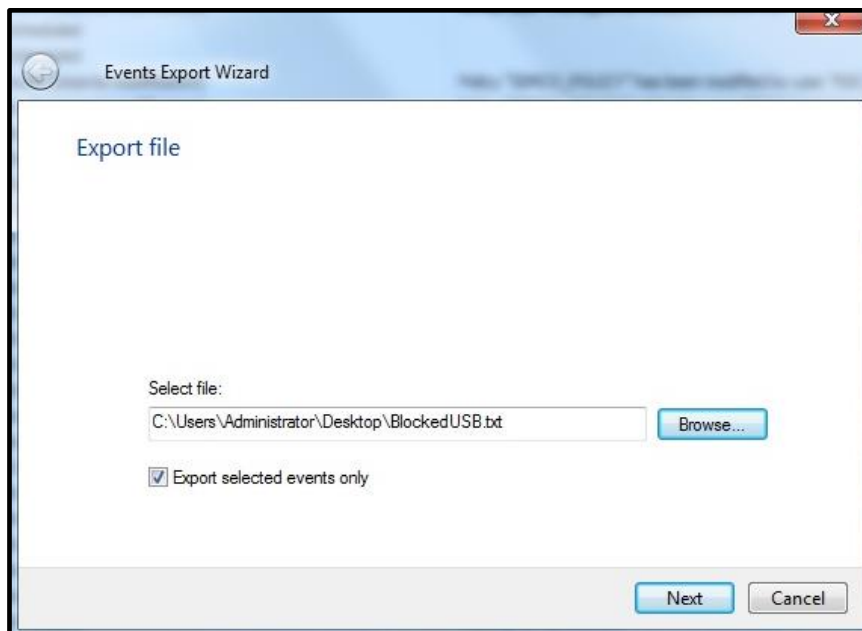 Events Export Wizard
Export file
Select file:
C:\Users\Administrator\Desktop\BlockedUSB.txt
Browse...
Export selected events only
Next
Cancel